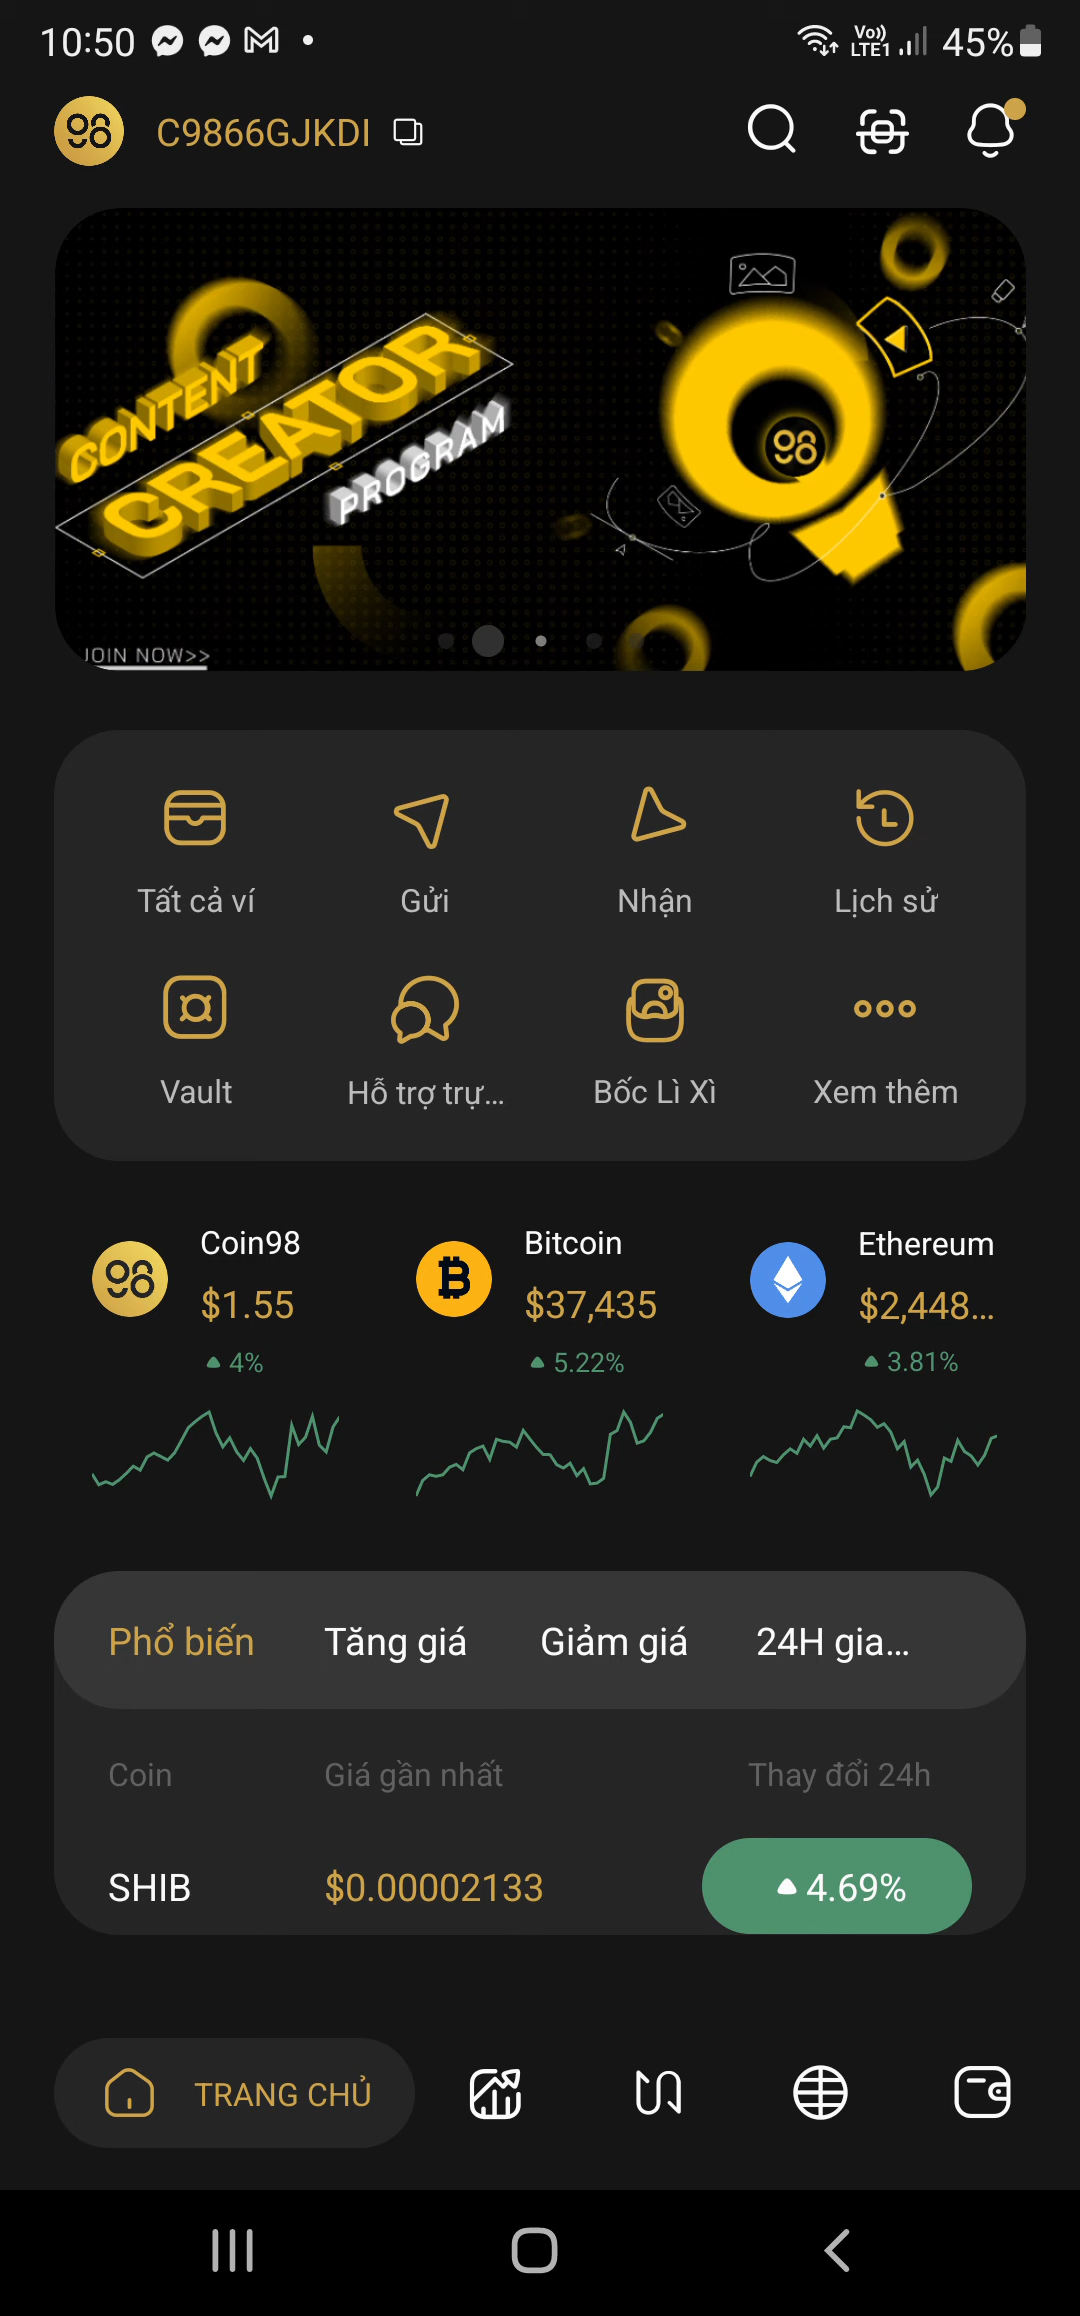 10:50
Vo)) LTE1 45%
C9866GJKDI
CONTENT
CREATOR
PROGRAM
JOIN NOW>>
Tất cả ví Gửi Nhận Lịch sử
Vault Hỗ trợ trự... Bốc Lì Xì Xem thêm
Coin98 Bitcoin Ethereum
$1.55 $37,435 $2,448...
4% 5.22% 3.81%
Phổ biến Tăng giá Giảm giá 24H gia...
Coin Giá gần nhất Thay đổi 24h
SHIB $0.00002133 4.69%
TRANG CHỦ